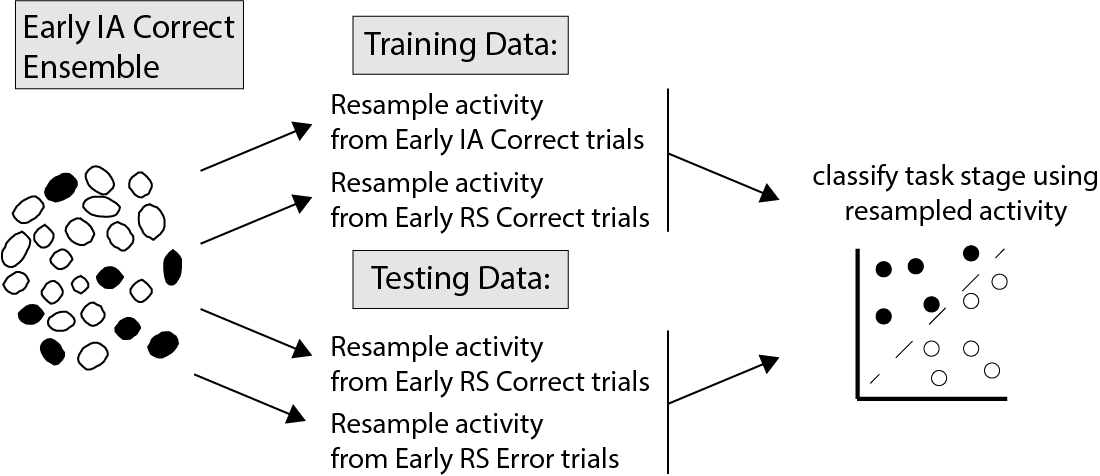 Early IA Correct
Ensemble
Training Data:
Resample activity
from Early IA Correct trials
Resample activity
from Early RS Correct trials
Testing Data:
Resample activity
from Early RS Correct trials
Resample activity
from Early RS Error trials
classify task stage using
resampled activity